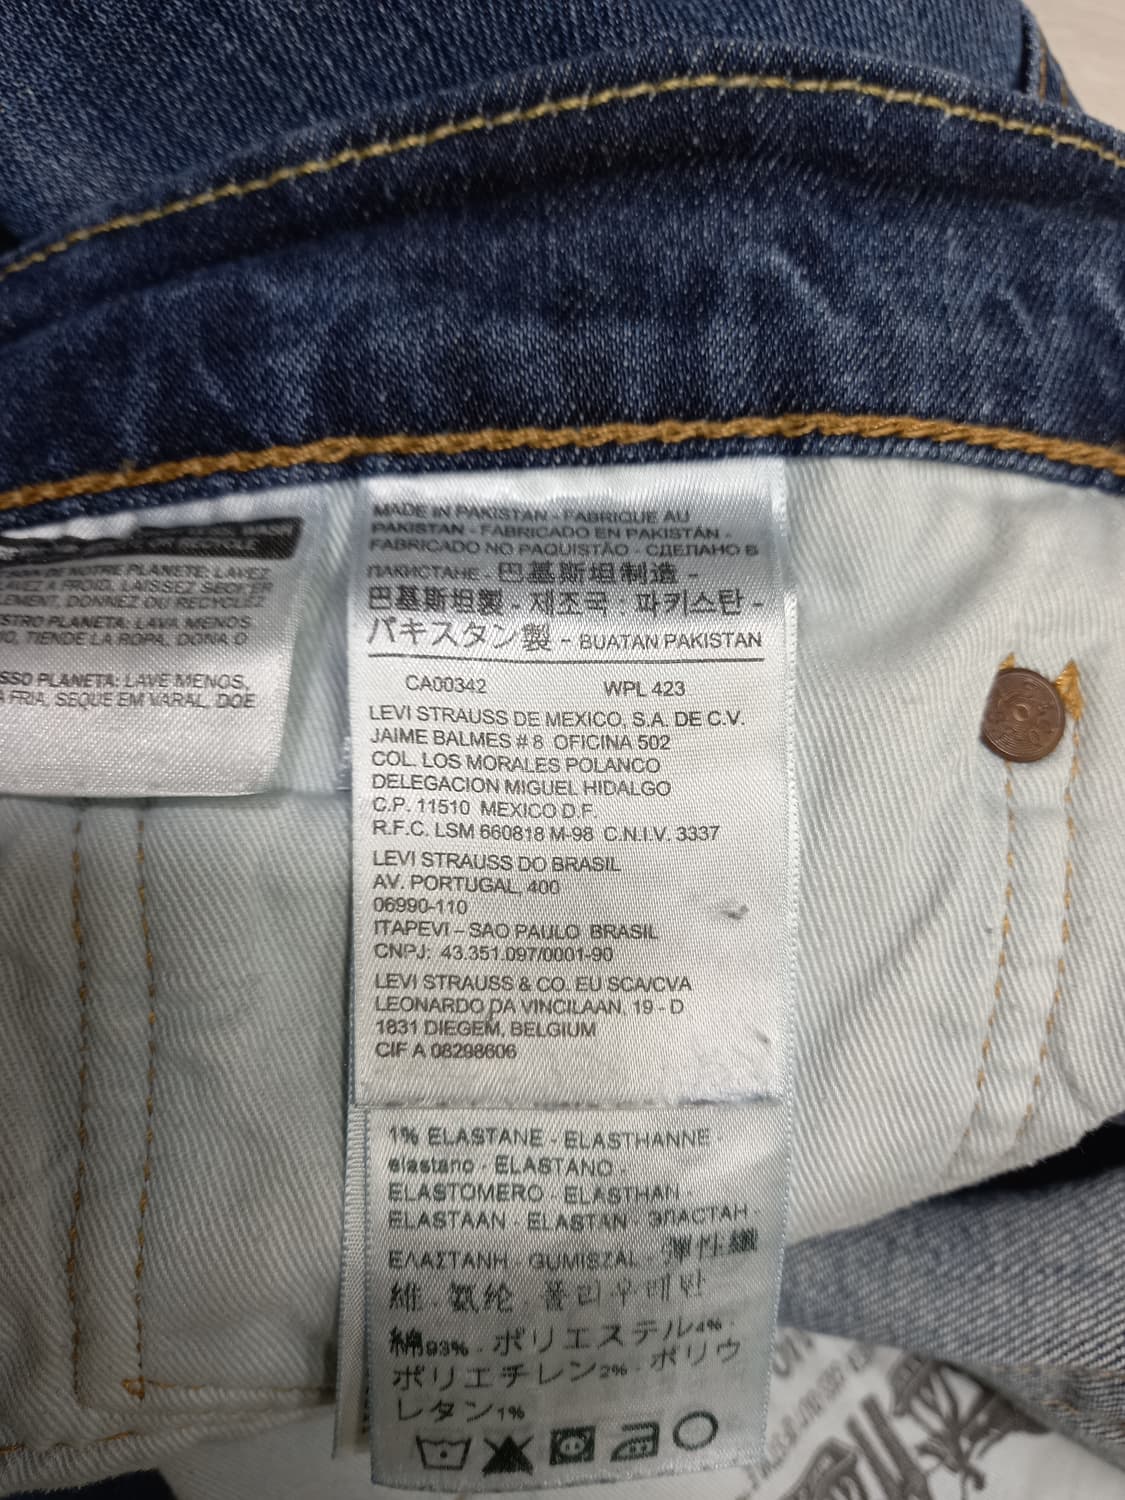 DE NOTRE PLANETE: LAVEZ
A FROID, LAISSEZ SECHER
DONNEZ OU RECYCLEZ
PLANETA: LAVA MENOS,
TIENDE LA ROPA, DONA O
PLANETA: LAVE MENOS,
FRIA, SEQUE EM VARAL, DOE
MADE IN PAKISTAN - FABRIQUE AU
PAKISTAN - FABRICADO EN PAKISTÁN -
FABRICADO NO PAQUISTÃO - СДЕЛАНО В
ПАКИСТАНЕ - 巴基斯坦制造 -
巴基斯坦製 - 제조국 : 파키스탄 -
パキスタン製 - BUATAN PAKISTAN
CA00342 WPL 423
LEVI STRAUSS DE MEXICO, S.A. DE C.V.
JAIME BALMES # 8 OFICINA 502
COL. LOS MORALES POLANCO
DELEGACION MIGUEL HIDALGO
C.P. 11510 MEXICO D.F.
R.F.C. LSM 660818 M-98 C.N.I.V. 3337
LEVI STRAUSS DO BRASIL
AV. PORTUGAL, 400
06990-110
ITAPEVI – SAO PAULO BRASIL
CNPJ: 43.351.097/0001-90
LEVI STRAUSS & CO. EU SCA/CVA
LEONARDO DA VINCILAAN, 19 - D
1831 DIEGEM, BELGIUM
CIF A 08298606
1% ELASTANE - ELASTHANNE -
elastano - ELASTANO -
ELASTOMERO - ELASTHAN -
ELASTAAN - ELASTAN - ЭЛАСТАН -
ΕΛΑΣΤΑΝΗ - GUMISZAL - 彈性纖
維 - 氨纶 - 폴리우레탄
綿93% - ポリエステル4% -
ポリエチレン2% - ポリウ
レタン1%